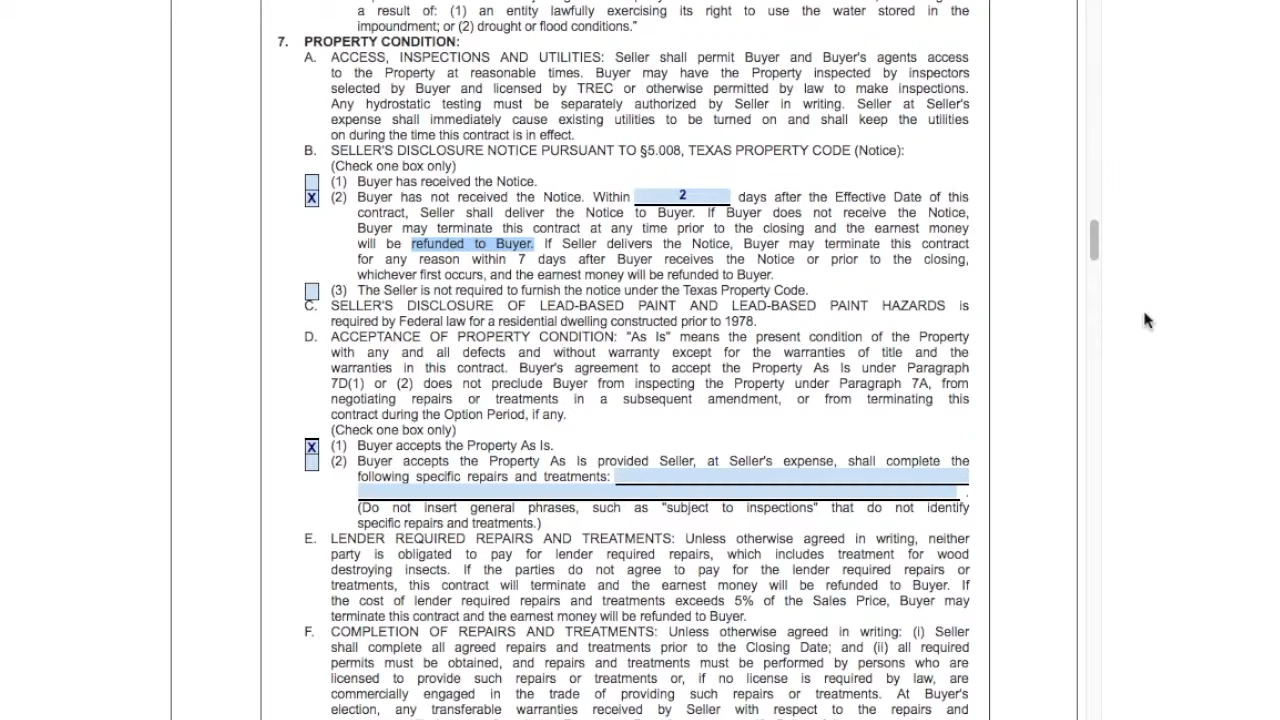 a result of: (1) an entity lawfully exercising its right to use the water stored in the
impoundment; or (2) drought or flood conditions."
7. PROPERTY CONDITION:
A. ACCESS, INSPECTIONS AND UTILITIES: Seller shall permit Buyer and Buyer's agents access
to the Property at reasonable times. Buyer may have the Property inspected by inspectors
selected by Buyer and licensed by TREC or otherwise permitted by law to make inspections.
Any hydrostatic testing must be separately authorized by Seller in writing. Seller at Seller's
expense shall immediately cause existing utilities to be turned on and shall keep the utilities
on during the time this contract is in effect.
B. SELLER'S DISCLOSURE NOTICE PURSUANT TO §5.008, TEXAS PROPERTY CODE (Notice):
(Check one box only)
(1) Buyer has received the Notice.
X (2) Buyer has not received the Notice. Within 2 days after the Effective Date of this
contract, Seller shall deliver the Notice to Buyer. If Buyer does not receive the Notice,
Buyer may terminate this contract at any time prior to the closing and the earnest money
will be refunded to Buyer. If Seller delivers the Notice, Buyer may terminate this contract
for any reason within 7 days after Buyer receives the Notice or prior to the closing,
whichever first occurs, and the earnest money will be refunded to Buyer.
(3) The Seller is not required to furnish the notice under the Texas Property Code.
C. SELLER'S DISCLOSURE OF LEAD-BASED PAINT AND LEAD-BASED PAINT HAZARDS is
required by Federal law for a residential dwelling constructed prior to 1978.
D. ACCEPTANCE OF PROPERTY CONDITION: "As Is" means the present condition of the Property
with any and all defects and without warranty except for the warranties of title and the
warranties in this contract. Buyer's agreement to accept the Property As Is under Paragraph
7D(1) or (2) does not preclude Buyer from inspecting the Property under Paragraph 7A, from
negotiating repairs or treatments in a subsequent amendment, or from terminating this
contract during the Option Period, if any.
(Check one box only)
X (1) Buyer accepts the Property As Is.
(2) Buyer accepts the Property As Is provided Seller, at Seller's expense, shall complete the
following specific repairs and treatments:
.
(Do not insert general phrases, such as "subject to inspections" that do not identify
specific repairs and treatments.)
E. LENDER REQUIRED REPAIRS AND TREATMENTS: Unless otherwise agreed in writing, neither
party is obligated to pay for lender required repairs, which includes treatment for wood
destroying insects. If the parties do not agree to pay for the lender required repairs or
treatments, this contract will terminate and the earnest money will be refunded to Buyer. If
the cost of lender required repairs and treatments exceeds 5% of the Sales Price, Buyer may
terminate this contract and the earnest money will be refunded to Buyer.
F. COMPLETION OF REPAIRS AND TREATMENTS: Unless otherwise agreed in writing: (i) Seller
shall complete all agreed repairs and treatments prior to the Closing Date; and (ii) all required
permits must be obtained, and repairs and treatments must be performed by persons who are
licensed to provide such repairs or treatments or, if no license is required by law, are
commercially engaged in the trade of providing such repairs or treatments. At Buyer's
election, any transferable warranties received by Seller with respect to the repairs and